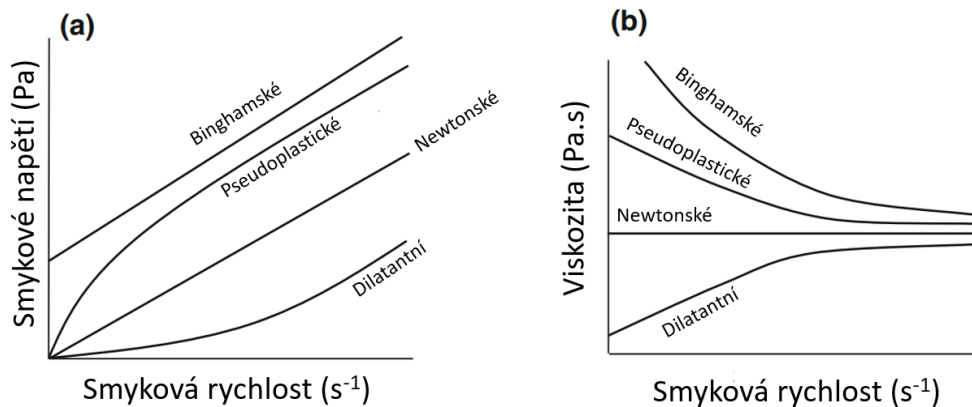 (a)
Smykové napětí (Pa)
Binghamské
Pseudoplastické
Newtonské
Dilatantní
Smyková rychlost (s⁻¹)
(b)
Viskozita (Pa.s)
Binghamské
Pseudoplastické
Newtonské
Dilatantní
Smyková rychlost (s⁻¹)